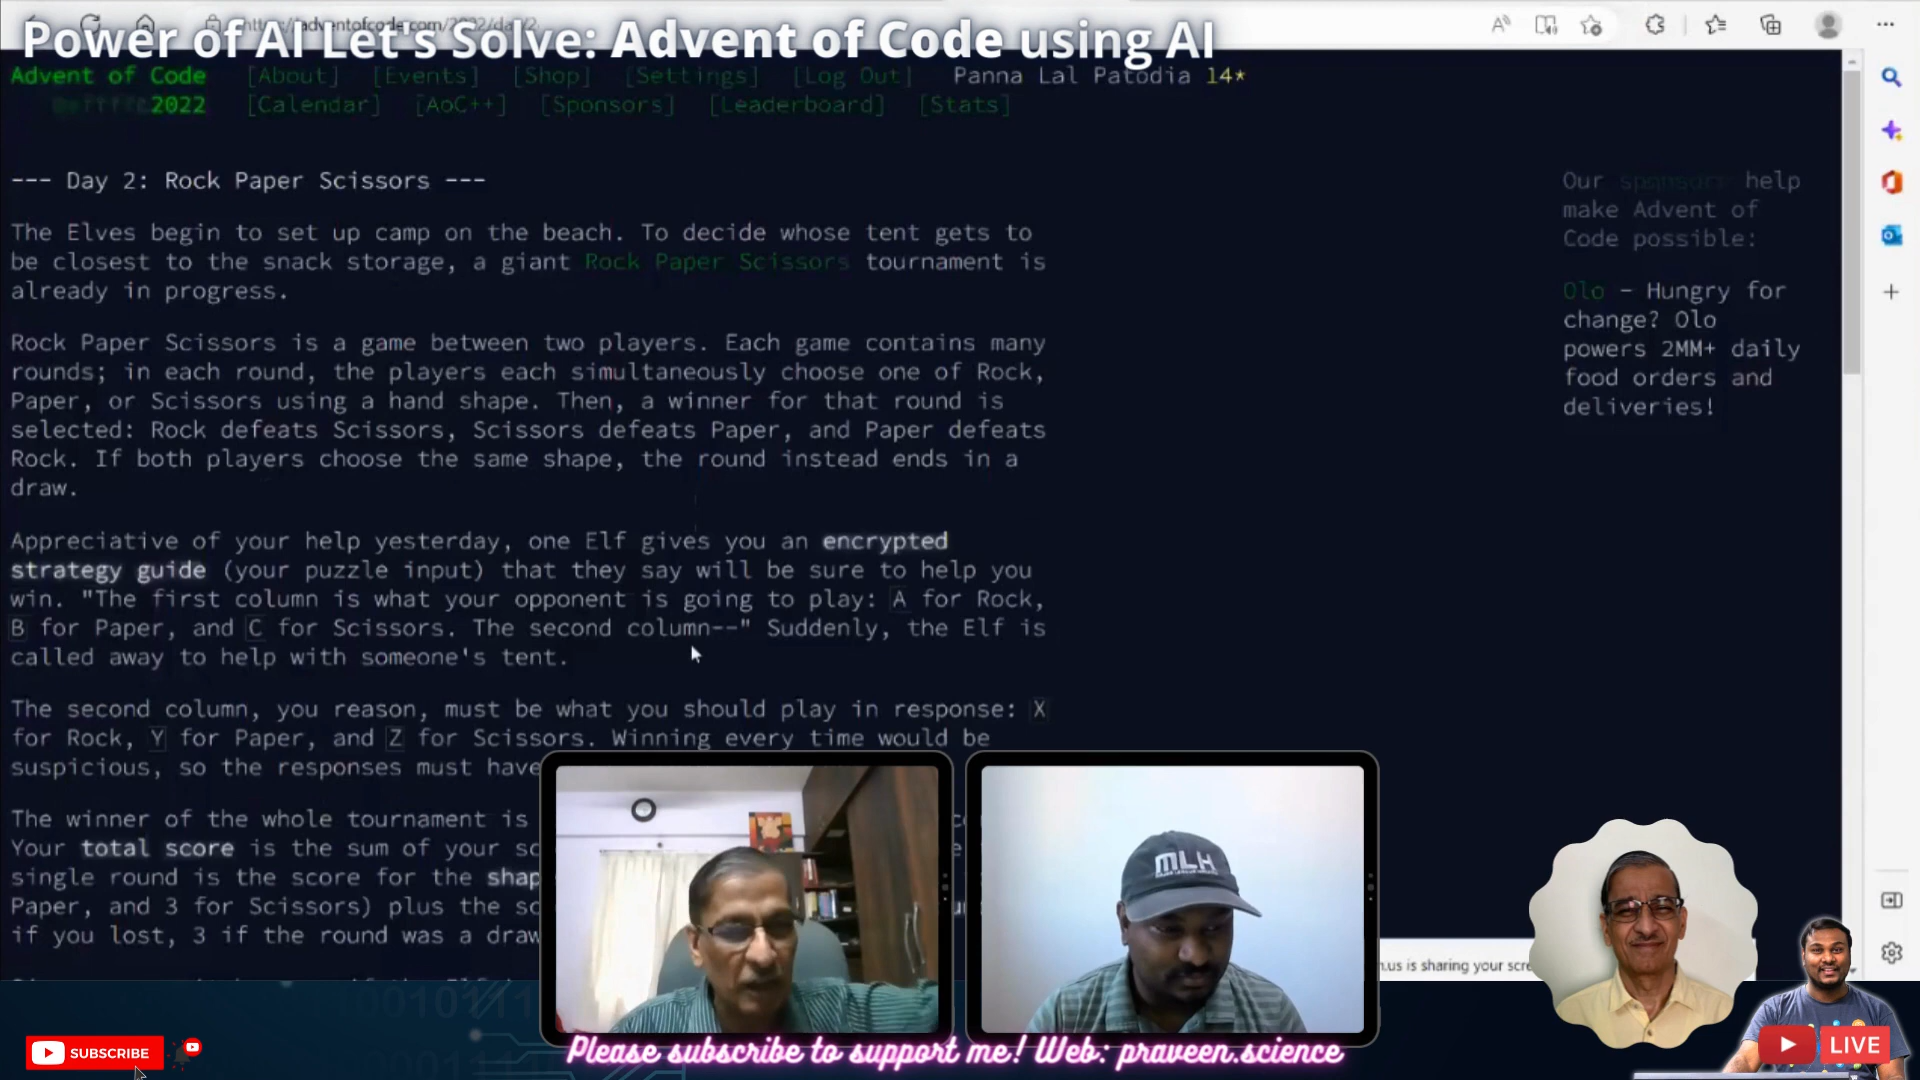 https://adventofcode.com/2022/day/2
Power of AI Let's Solve: Advent of Code using AI
Advent of Code [About] [Events] [Shop] [Settings] [Log Out] Panna Lal Patodia 14*
2022 [Calendar] [AoC++] [Sponsors] [Leaderboard] [Stats]
--- Day 2: Rock Paper Scissors ---
The Elves begin to set up camp on the beach. To decide whose tent gets to
be closest to the snack storage, a giant Rock Paper Scissors tournament is
already in progress.
Rock Paper Scissors is a game between two players. Each game contains many
rounds; in each round, the players each simultaneously choose one of Rock,
Paper, or Scissors using a hand shape. Then, a winner for that round is
selected: Rock defeats Scissors, Scissors defeats Paper, and Paper defeats
Rock. If both players choose the same shape, the round instead ends in a
draw.
Appreciative of your help yesterday, one Elf gives you an encrypted
strategy guide (your puzzle input) that they say will be sure to help you
win. "The first column is what your opponent is going to play: A for Rock,
B for Paper, and C for Scissors. The second column--" Suddenly, the Elf is
called away to help with someone's tent.
The second column, you reason, must be what you should play in response: X
for Rock, Y for Paper, and Z for Scissors. Winning every time would be
suspicious, so the responses must have
The winner of the whole tournament is
Your total score is the sum of your sc
single round is the score for the shap
Paper, and 3 for Scissors) plus the sc
if you lost, 3 if the round was a draw
Our sponsors help
make Advent of
Code possible:
Olo - Hungry for
change? Olo
powers 2MM+ daily
food orders and
deliveries!
MLH
.us is sharing your scre
SUBSCRIBE
Please subscribe to support me! Web: praveen.science
LIVE